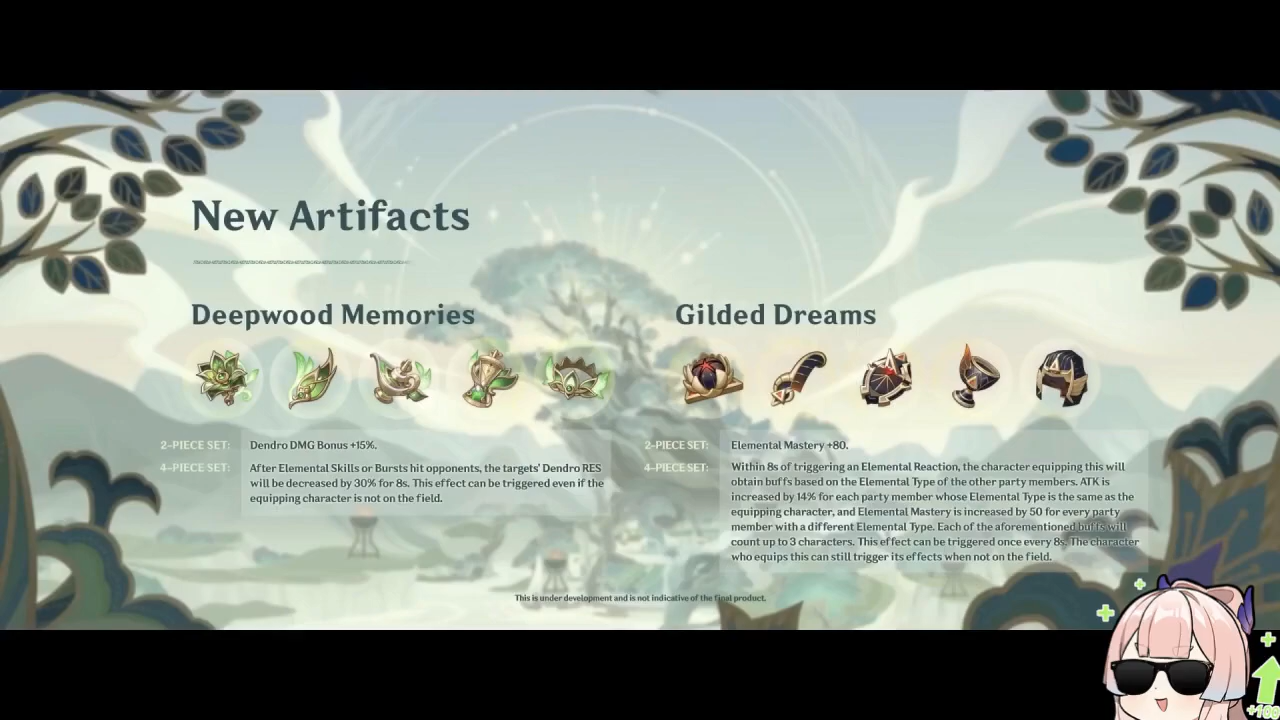 New Artifacts
Deepwood Memories
2-PIECE SET: Dendro DMG Bonus +15%.
4-PIECE SET: After Elemental Skills or Bursts hit opponents, the targets' Dendro RES
will be decreased by 30% for 8s. This effect can be triggered even if the
equipping character is not on the field.
Gilded Dreams
2-PIECE SET: Elemental Mastery +80.
4-PIECE SET: Within 8s of triggering an Elemental Reaction, the character equipping this will
obtain buffs based on the Elemental Type of the other party members. ATK is
increased by 14% for each party member whose Elemental Type is the same as the
equipping character, and Elemental Mastery is increased by 50 for every party
member with a different Elemental Type. Each of the aforementioned buffs will
count up to 3 characters. This effect can be triggered once every 8s. The character
who equips this can still trigger its effects when not on the field.
This is under development and is not indicative of the final product.
+100